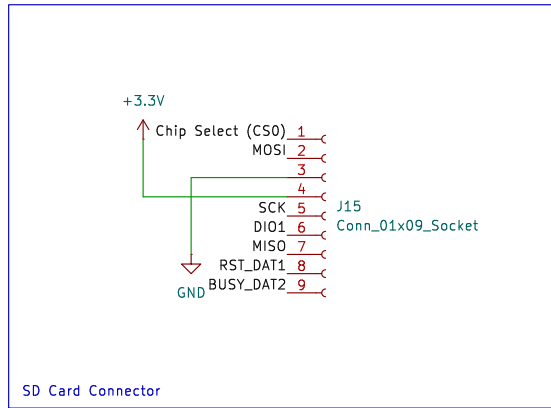 +3.3V
Chip Select (CS0) 1
MOSI 2
3
4
SCK 5
J15
DIO1 6
Conn_01x09_Socket
MISO 7
RST_DAT1 8
GND
BUSY_DAT2 9
SD Card Connector